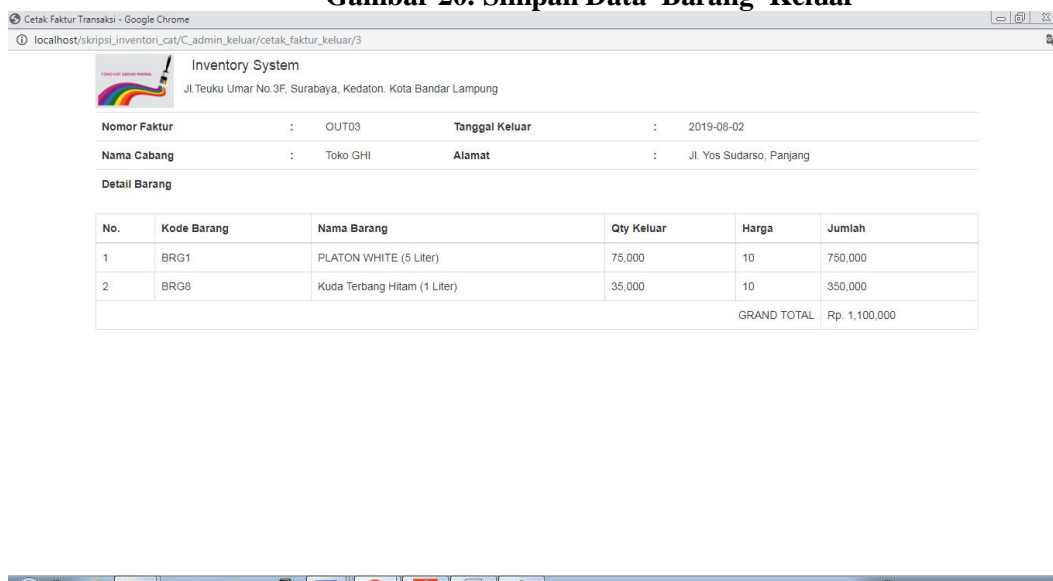 Gambar 20. Simpan Data Barang Keluar
Cetak Faktur Transaksi - Google Chrome
localhost/skripsi_inventori_cat/C_admin_keluar/cetak_faktur_keluar/3
Inventory System
Jl.Teuku Umar No.3F, Surabaya, Kedaton. Kota Bandar Lampung
Nomor Faktur : OUT03 Tanggal Keluar : 2019-08-02
Nama Cabang : Toko GHI Alamat : Jl. Yos Sudarso, Panjang
Detail Barang
No. Kode Barang Nama Barang Qty Keluar Harga Jumlah
1 BRG1 PLATON WHITE (5 Liter) 75,000 10 750,000
2 BRG8 Kuda Terbang Hitam (1 Liter) 35,000 10 350,000
GRAND TOTAL Rp. 1,100,000